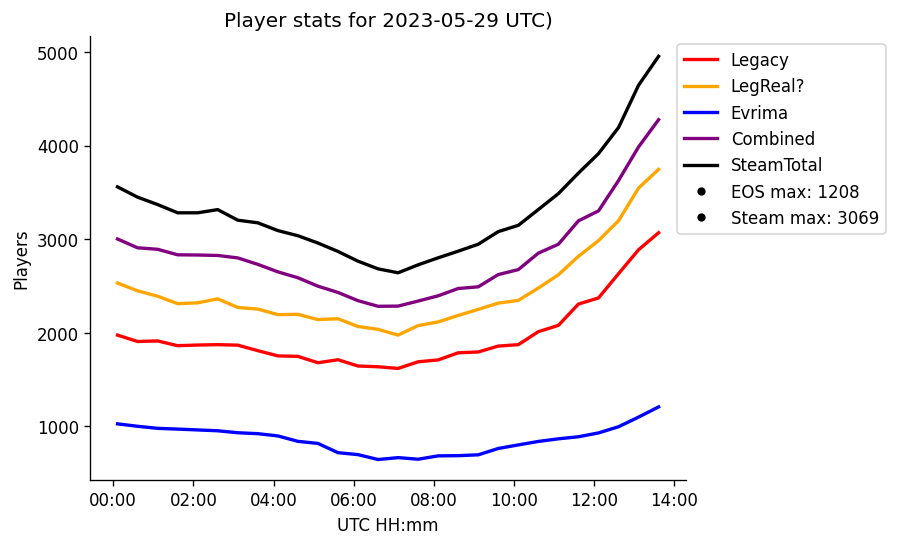 Player stats for 2023-05-29 UTC)
5000
4000
3000
2000
1000
Players
00:00 02:00 04:00 06:00 08:00 10:00 12:00 14:00
UTC HH:mm
Legacy
LegReal?
Evrima
Combined
SteamTotal
EOS max: 1208
Steam max: 3069